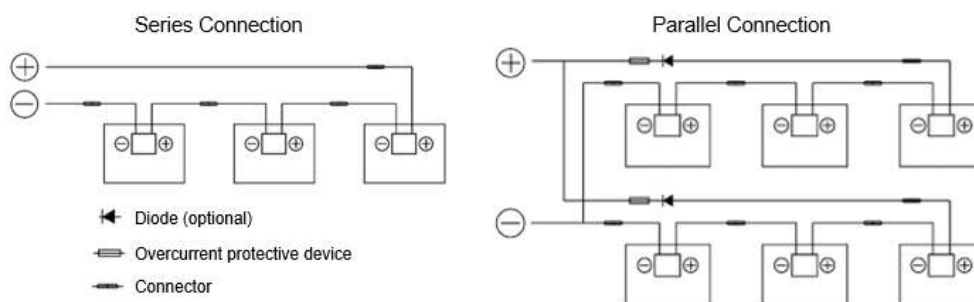 Series Connection
Parallel Connection
+
−
− + − + − +
+
− + − + − +
−
− + − + − +
Diode (optional)
Overcurrent protective device
Connector